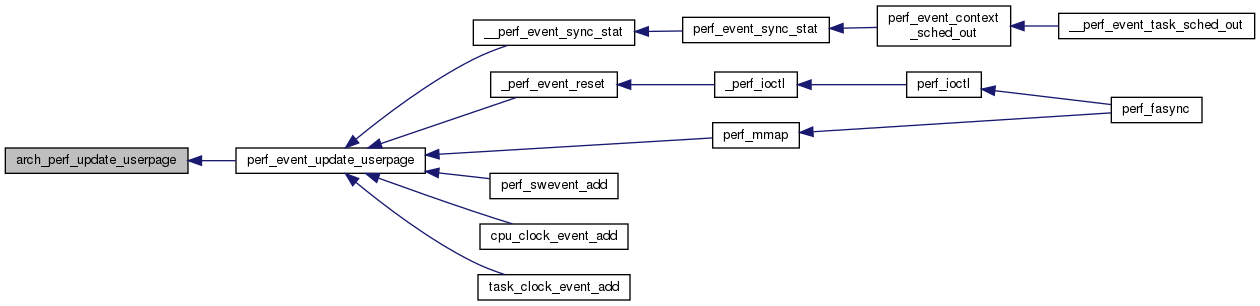 __perf_event_sync_stat
perf_event_sync_stat
perf_event_context
_sched_out
__perf_event_task_sched_out
_perf_event_reset
_perf_ioctl
perf_ioctl
perf_fasync
perf_mmap
arch_perf_update_userpage
perf_event_update_userpage
perf_swevent_add
cpu_clock_event_add
task_clock_event_add